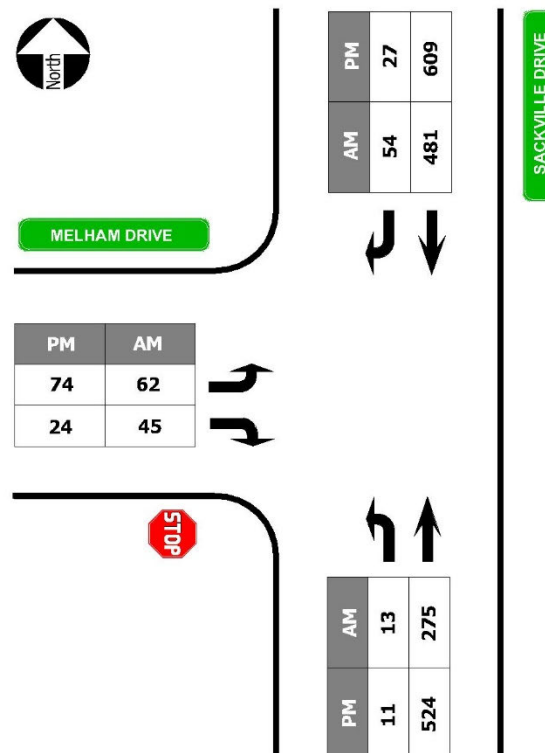 North
SACKVILLE DRIVE
PM 27 609
AM 54 481
MELHAM DRIVE
PM AM
74 62
24 45
STOP
AM 13 275
PM 11 524